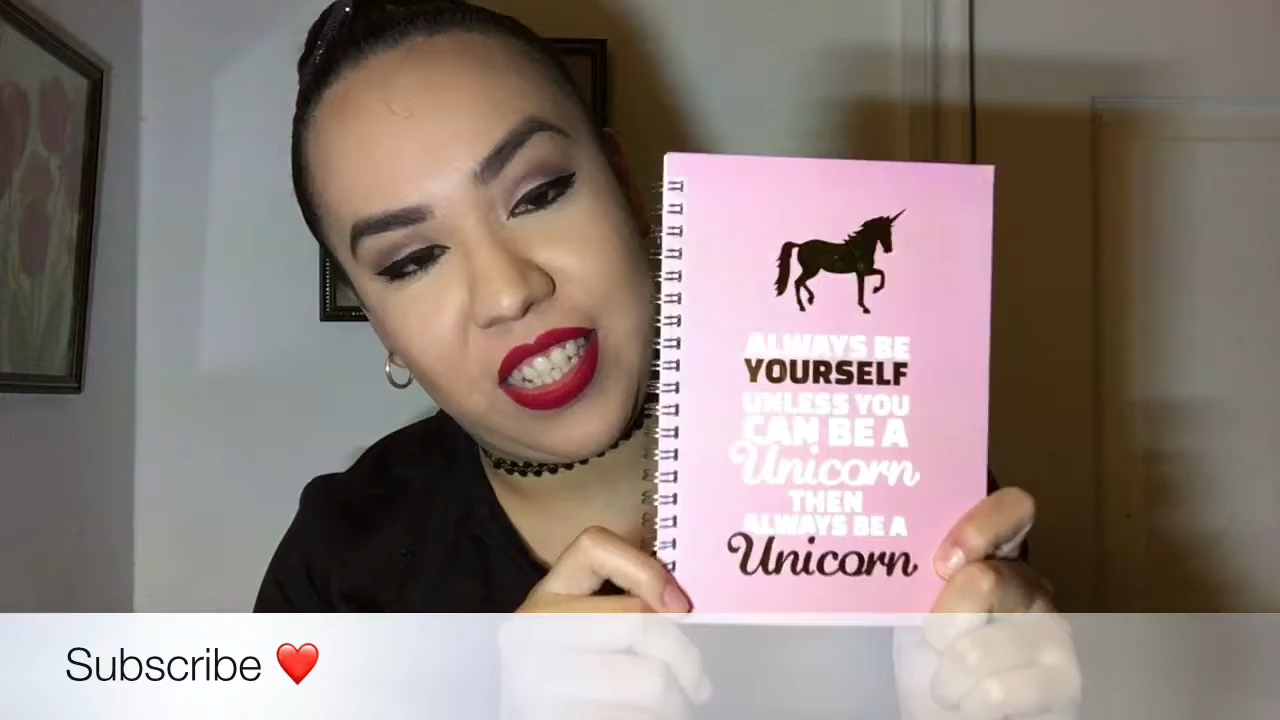 ALWAYS BE
YOURSELF
UNLESS YOU
CAN BE A
Unicorn
THEN
ALWAYS BE A
Unicorn
Subscribe ❤️